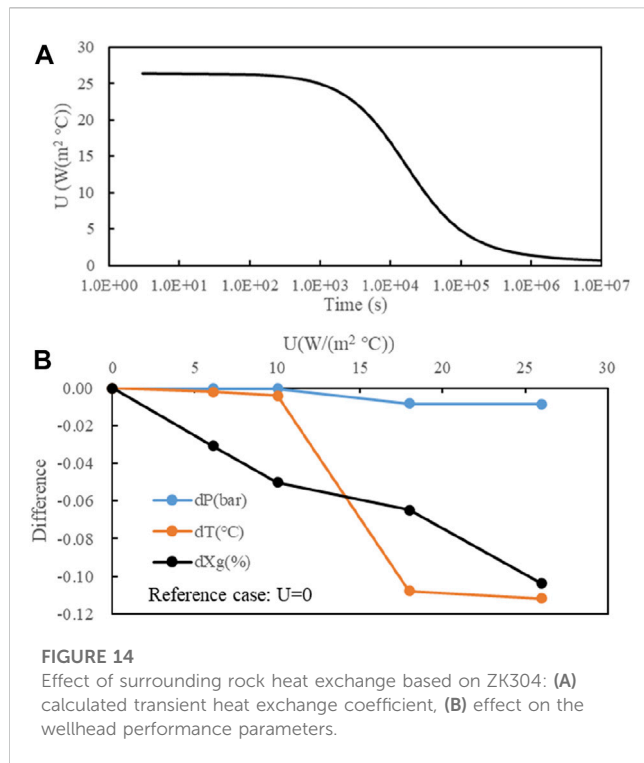 A
30
25
20
15
10
5
0
U (W(m² °C))
1.0E+00 1.0E+01 1.0E+02 1.0E+03 1.0E+04 1.0E+05 1.0E+06 1.0E+07
Time (s)
B
U(W/(m² °C))
0 5 10 15 20 25 30
0.00
-0.02
-0.04
-0.06
-0.08
-0.10
-0.12
Difference
dP(bar)
dT(°C)
dXg(%)
Reference case: U=0
FIGURE 14
Effect of surrounding rock heat exchange based on ZK304: (A)
calculated transient heat exchange coefficient, (B) effect on the
wellhead performance parameters.